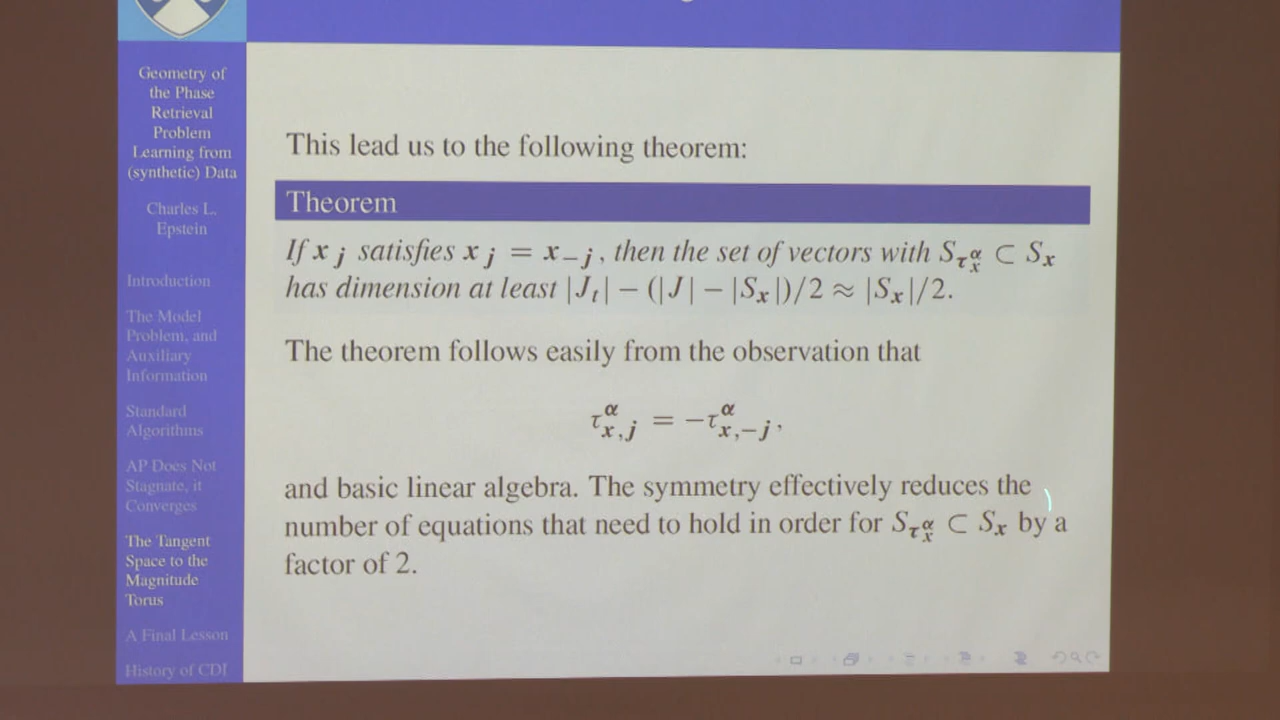 Geometry of
the Phase
Retrieval
Problem
Learning from
(synthetic) Data
Charles L.
Epstein
Introduction
The Model
Problem, and
Auxiliary
Information
Standard
Algorithms
AP Does Not
Stagnate, it
Converges
The Tangent
Space to the
Magnitude
Torus
A Final Lesson
History of CDI
This lead us to the following theorem:
Theorem
If x_j satisfies x_j = x_{−j}, then the set of vectors with S_{τ_x^α} ⊂ S_x
has dimension at least |J_t| − (|J| − |S_x|)/2 ≈ |S_x|/2.
The theorem follows easily from the observation that
τ^α_{x,j} = −τ^α_{x,−j},
and basic linear algebra. The symmetry effectively reduces the
number of equations that need to hold in order for S_{τ_x^α} ⊂ S_x by a
factor of 2.